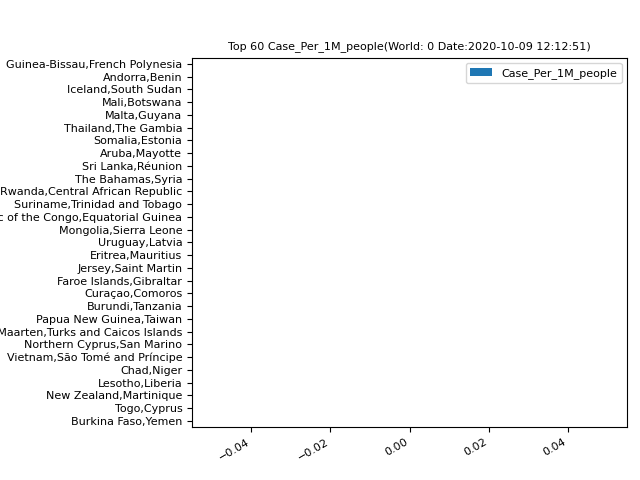 Top 60 Case_Per_1M_people(World: 0 Date:2020-10-09 12:12:51)
Case_Per_1M_people
Guinea-Bissau,French Polynesia
Andorra,Benin
Iceland,South Sudan
Mali,Botswana
Malta,Guyana
Thailand,The Gambia
Somalia,Estonia
Aruba,Mayotte
Sri Lanka,Réunion
The Bahamas,Syria
Rwanda,Central African Republic
Suriname,Trinidad and Tobago
of the Congo,Equatorial Guinea
Mongolia,Sierra Leone
Uruguay,Latvia
Eritrea,Mauritius
Jersey,Saint Martin
Faroe Islands,Gibraltar
Curaçao,Comoros
Burundi,Tanzania
Papua New Guinea,Taiwan
Maarten,Turks and Caicos Islands
Northern Cyprus,San Marino
Vietnam,São Tomé and Príncipe
Chad,Niger
Lesotho,Liberia
New Zealand,Martinique
Togo,Cyprus
Burkina Faso,Yemen
−0.04 −0.02 0.00 0.02 0.04